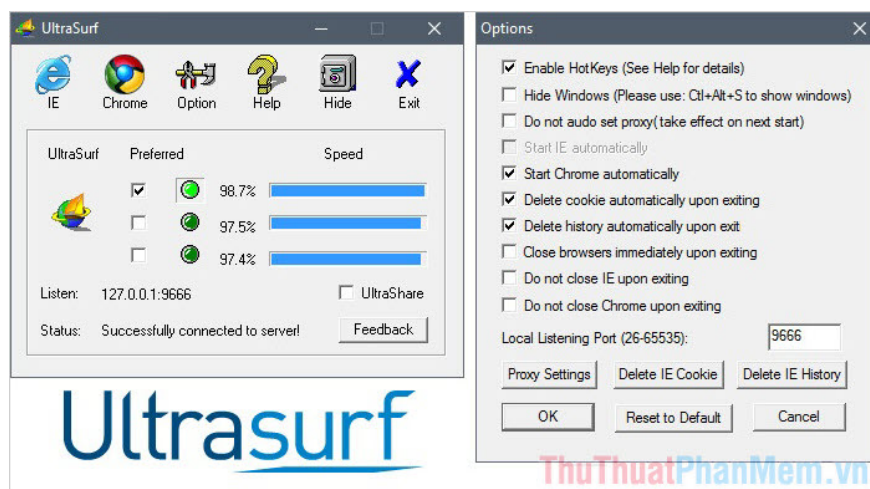 UltraSurf
IE Chrome Option Help Hide Exit
UltraSurf Preferred Speed
98.7%
97.5%
97.4%
Listen: 127.0.0.1:9666 UltraShare
Status: Successfully connected to server! Feedback
Ultrasurf
Options
Enable HotKeys (See Help for details)
Hide Windows (Please use: Ctl+Alt+S to show windows)
Do not audo set proxy(take effect on next start)
Start IE automatically
Start Chrome automatically
Delete cookie automatically upon exiting
Delete history automatically upon exit
Close browsers immediately upon exiting
Do not close IE upon exiting
Do not close Chrome upon exiting
Local Listening Port (26-65535): 9666
Proxy Settings Delete IE Cookie Delete IE History
OK Reset to Default Cancel
ThuThuatPhanMem.vn